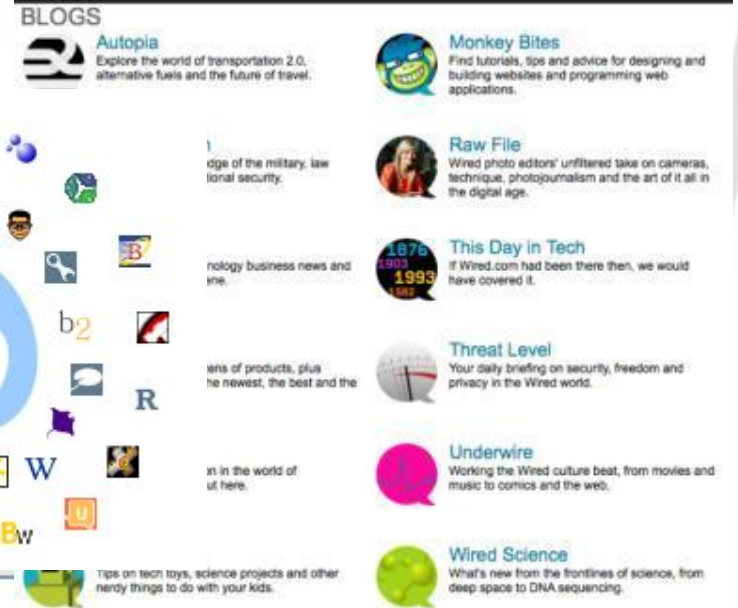 BLOGS
Autopia
Explore the world of transportation 2.0,
alternative fuels and the future of travel.
dge of the military, law
ional security.
nology business news and
ene.
ens of products, plus
he newest, the best and the
on in the world of
ut here.
Tips on tech toys, science projects and other
nerdy things to do with your kids.
B
b2
R
W
U
Bw
Monkey Bites
Find tutorials, tips and advice for designing and
building websites and programming web
applications.
Raw File
Wired photo editors' unfiltered take on cameras,
technique, photojournalism and the art of it all in
the digital age.
1876
1903
1993
1582
This Day in Tech
If Wired.com had been there then, we would
have covered it.
Threat Level
Your daily briefing on security, freedom and
privacy in the Wired world.
Underwire
Working the Wired culture beat, from movies and
music to comics and the web.
Wired Science
What's new from the frontlines of science, from
deep space to DNA sequencing.